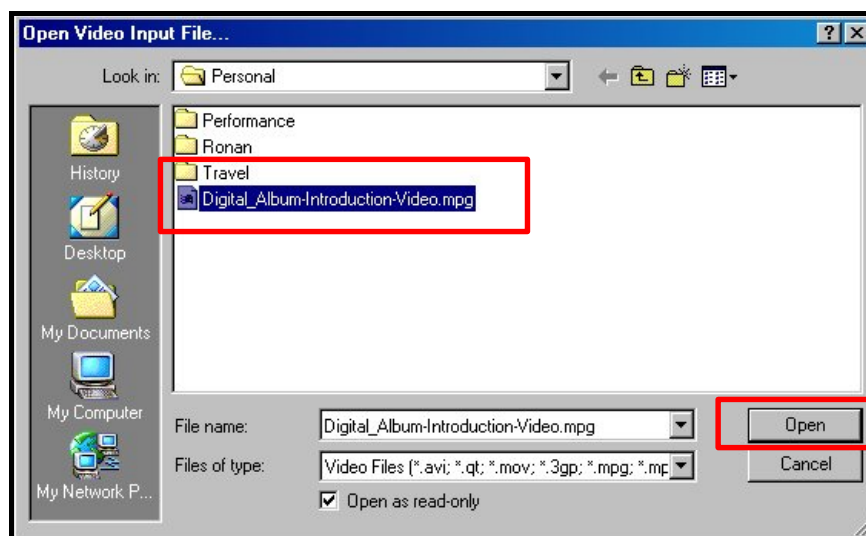 Open Video Input File...
Look in: Personal
Performance
Ronan
Travel
Digital_Album-Introduction-Video.mpg
History
Desktop
My Documents
My Computer
My Network P...
File name: Digital_Album-Introduction-Video.mpg Open
Files of type: Video Files (*.avi; *.qt; *.mov; *.3gp; *.mpg; *.mp Cancel
Open as read-only